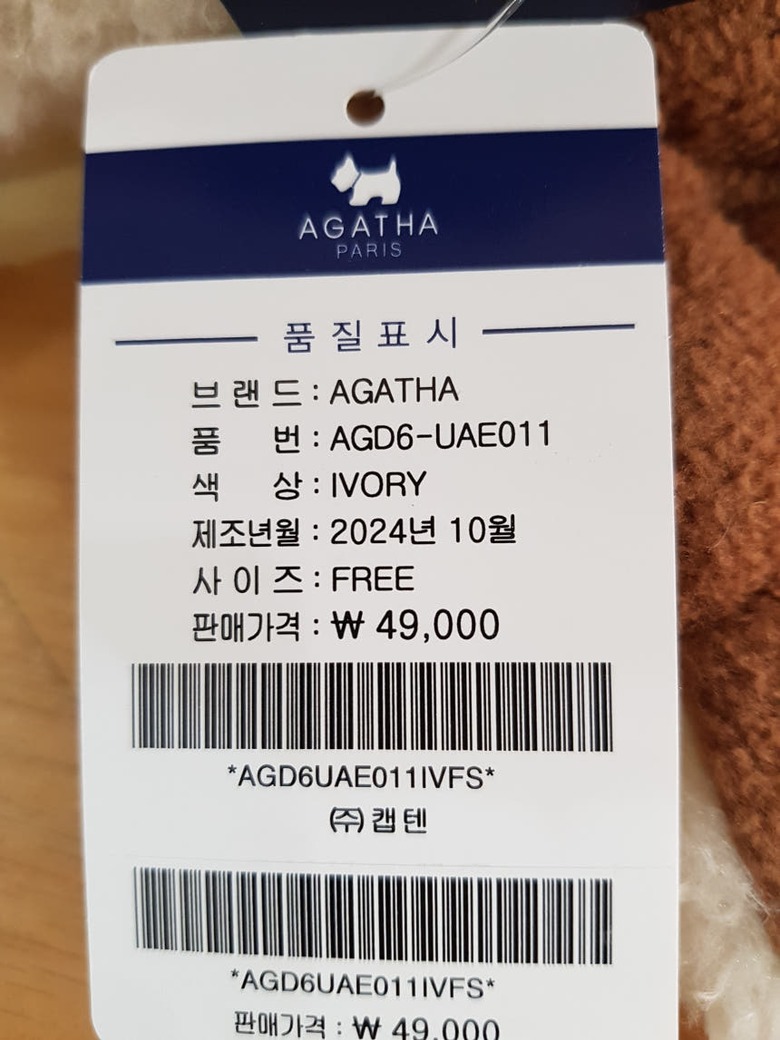 AGATHA
PARIS
품질표시
브랜드 : AGATHA
품 번 : AGD6-UAE011
색 상 : IVORY
제조년월 : 2024년 10월
사이즈 : FREE
판매가격 : ₩ 49,000
*AGD6UAE011IVFS*
㈜캡텐
*AGD6UAE011IVFS*
판매가격 : ₩ 49,000